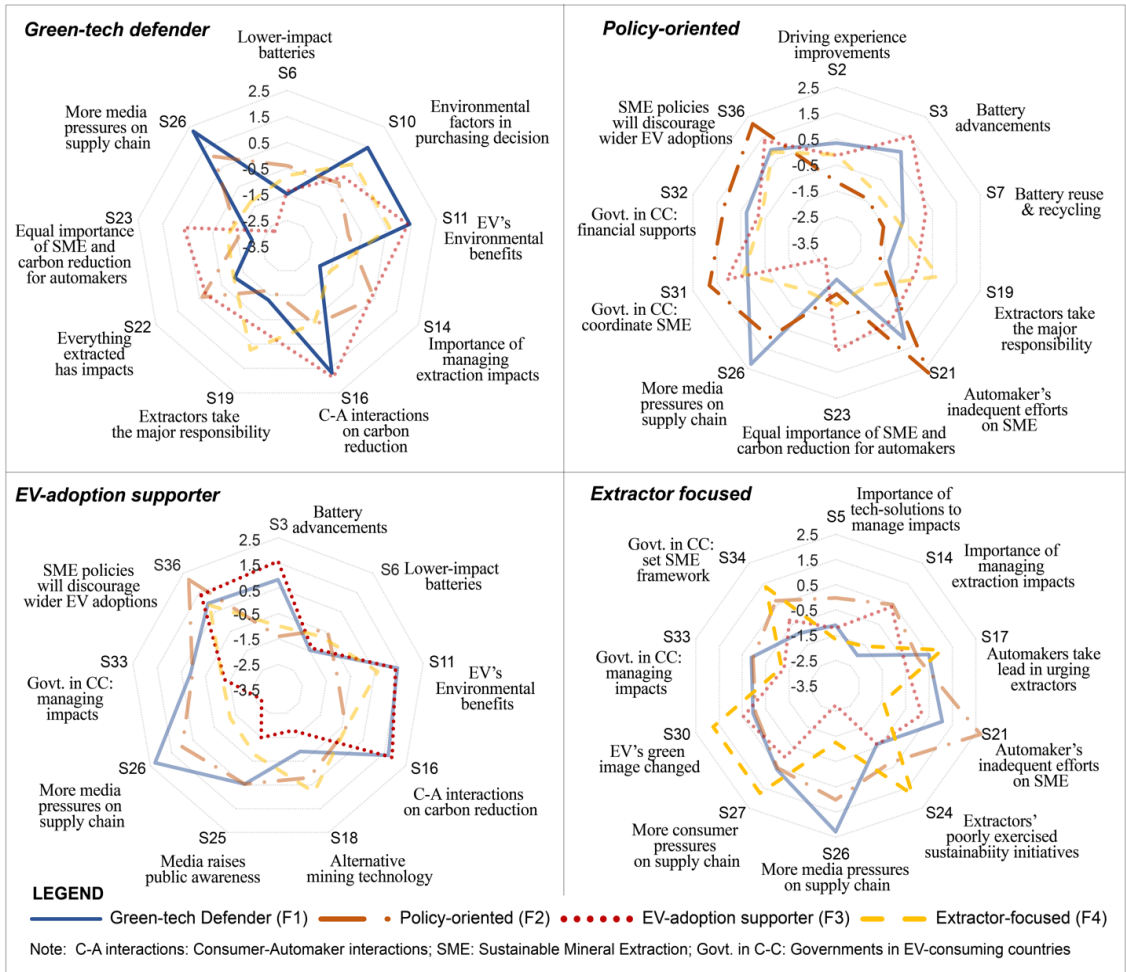 Green-tech defender
Lower-impact
batteries
S6
2.5
1.5
0.5
-0.5
-1.5
-2.5
-3.5
More media
pressures on
supply chain
S26
S10
Environmental
factors in
purchasing decision
S11
EV's
Environmental
benefits
S23
Equal importance
of SME and
carbon reduction
for automakers
S14
Importance of
managing
extraction impacts
S22
Everything
extracted
has impacts
S19
Extractors take
the major responsibility
S16
C-A interactions
on carbon
reduction
Policy-oriented
Driving experience
improvements
S2
2.5
1.5
0.5
-0.5
-1.5
-2.5
-3.5
SME policies
will discourage
wider EV adoptions
S36
S3
Battery
advancements
S32
Govt. in CC:
financial supports
S7
Battery reuse
& recycling
S31
Govt. in CC:
coordinate SME
S19
Extractors take
the major
responsibility
S26
More media
pressures on
supply chain
S21
Automaker's
inadequent efforts
on SME
S23
Equal importance of SME and
carbon reduction for automakers
EV-adoption supporter
S3
Battery
advancements
2.5
1.5
0.5
-0.5
-1.5
-2.5
-3.5
S36
SME policies
will discourage
wider EV adoptions
S6
Lower-impact
batteries
S33
Govt. in CC:
managing
impacts
S11
EV's
Environmental
benefits
S26
More media
pressures on
supply chain
S16
C-A interactions
on carbon reduction
S25
Media raises
public awareness
S18
Alternative
mining technology
Extractor focused
Importance of
tech-solutions to
manage impacts
S5
2.5
1.5
0.5
-0.5
-1.5
-2.5
-3.5
Govt. in CC:
set SME
framework
S34
S14
Importance of
managing
extraction impacts
S33
Govt. in CC:
managing
impacts
S17
Automakers take
lead in urging
extractors
S30
EV's green
image changed
S21
Automaker's
inadequent efforts
on SME
S27
More consumer
pressures
on supply chain
S24
Extractors'
poorly exercised
sustainabiity initiatives
S26
More media pressures
on supply chain
LEGEND
Green-tech Defender (F1)
Policy-oriented (F2)
EV-adoption supporter (F3)
Extractor-focused (F4)
Note: C-A interactions: Consumer-Automaker interactions; SME: Sustainable Mineral Extraction; Govt. in C-C: Governments in EV-consuming countries